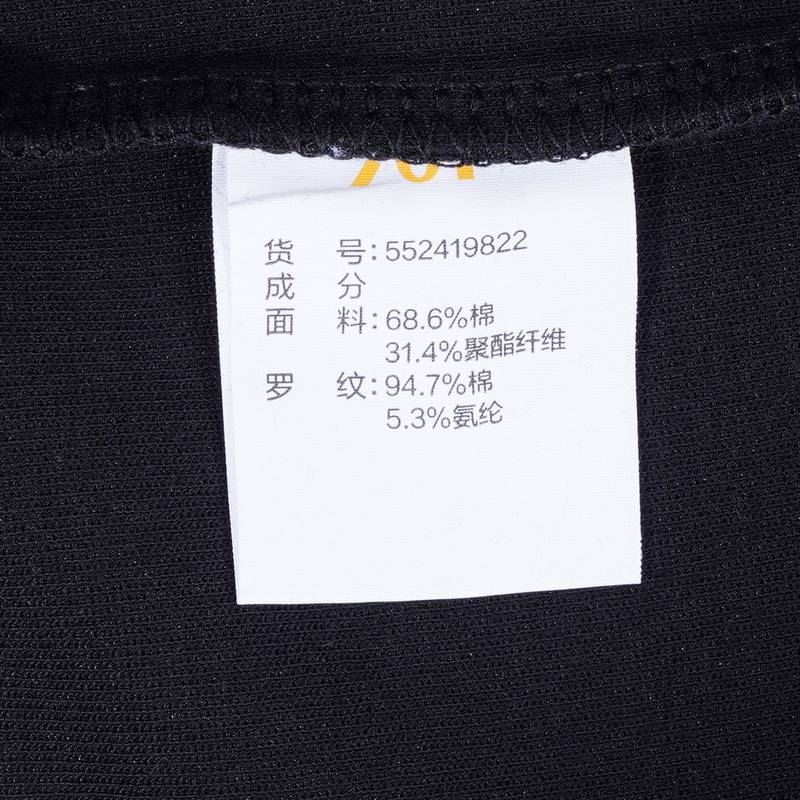 货 号:552419822
成 分
面 料:68.6%棉
31.4%聚酯纤维
罗 纹:94.7%棉
5.3%氨纶